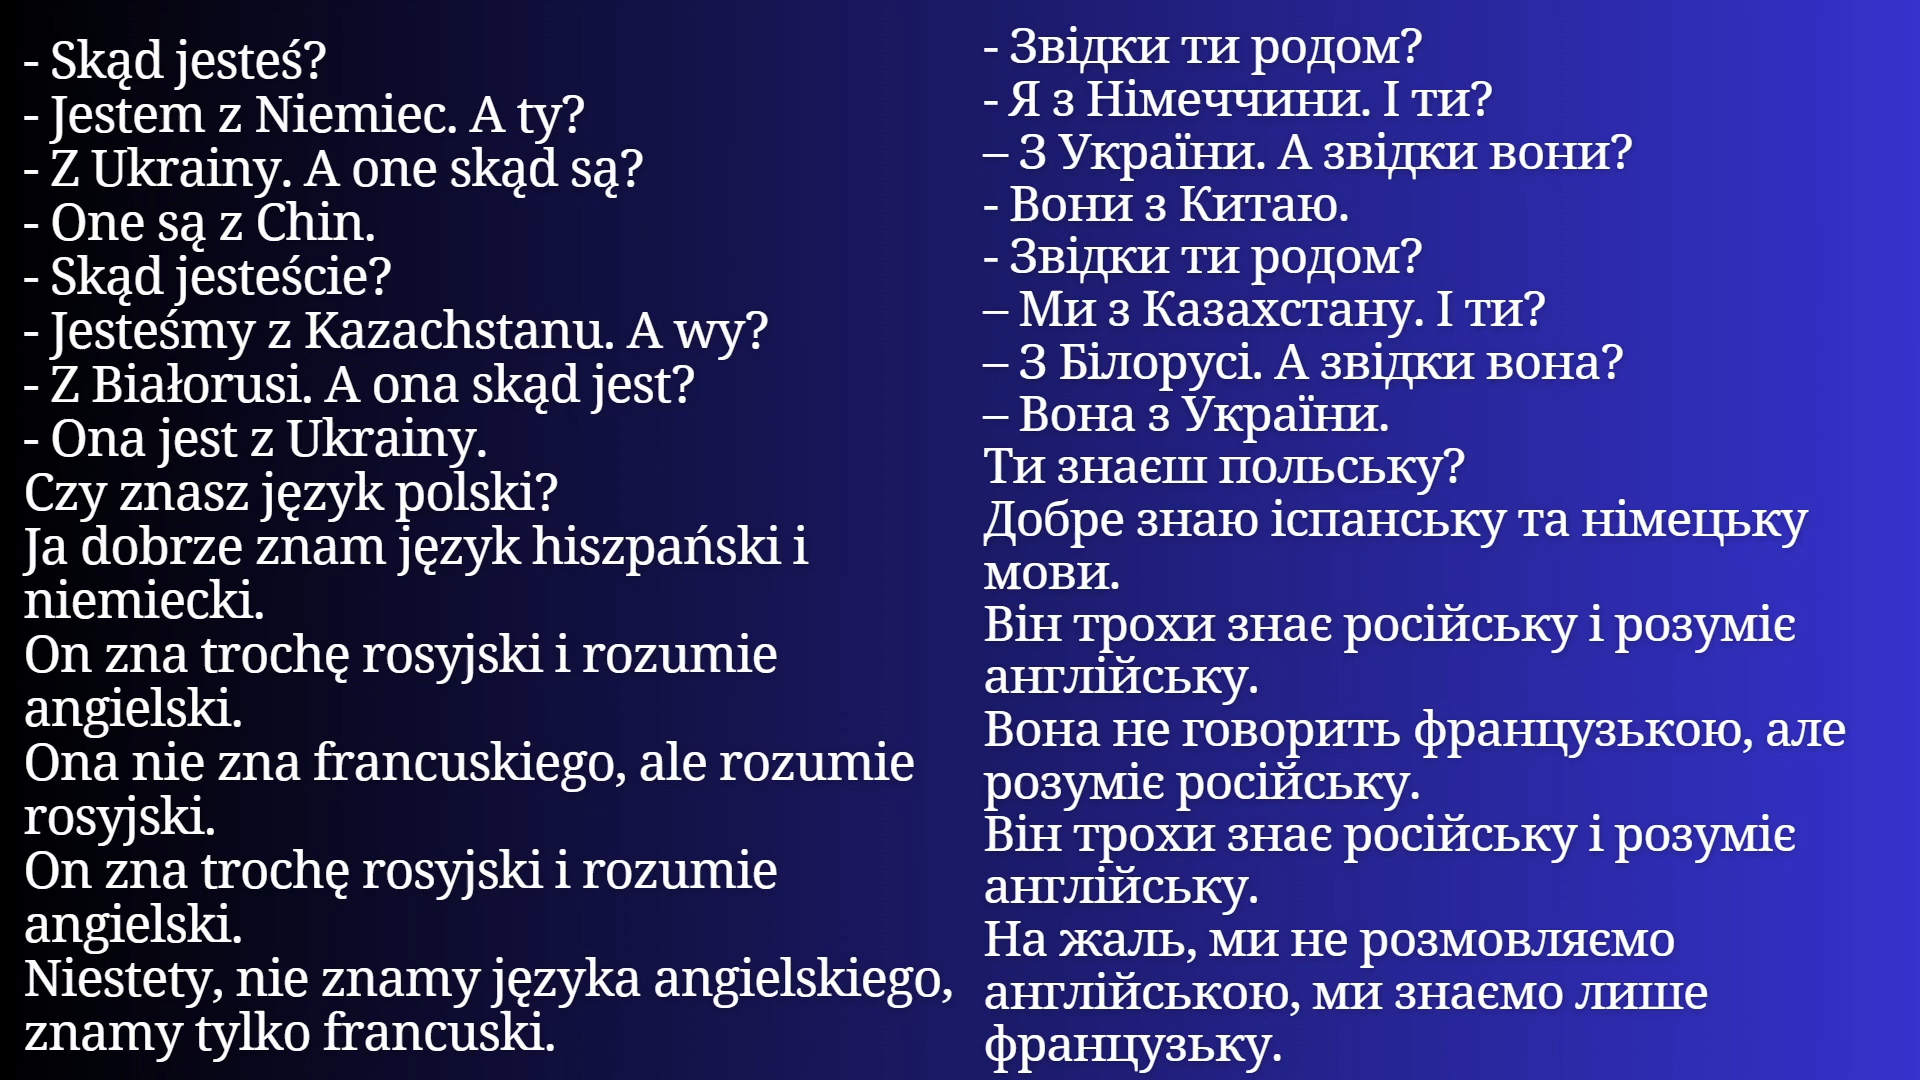 - Skąd jesteś?
- Jestem z Niemiec. A ty?
- Z Ukrainy. A one skąd są?
- One są z Chin.
- Skąd jesteście?
- Jesteśmy z Kazachstanu. A wy?
- Z Białorusi. A ona skąd jest?
- Ona jest z Ukrainy.
Czy znasz język polski?
Ja dobrze znam język hiszpański i
niemiecki.
On zna trochę rosyjski i rozumie
angielski.
Ona nie zna francuskiego, ale rozumie
rosyjski.
On zna trochę rosyjski i rozumie
angielski.
Niestety, nie znamy języka angielskiego,
znamy tylko francuski.
- Звідки ти родом?
- Я з Німеччини. І ти?
– З України. А звідки вони?
- Вони з Китаю.
- Звідки ти родом?
– Ми з Казахстану. І ти?
– З Білорусі. А звідки вона?
– Вона з України.
Ти знаєш польську?
Добре знаю іспанську та німецьку
мови.
Він трохи знає російську і розуміє
англійську.
Вона не говорить французькою, але
розуміє російську.
Він трохи знає російську і розуміє
англійську.
На жаль, ми не розмовляємо
англійською, ми знаємо лише
французьку.